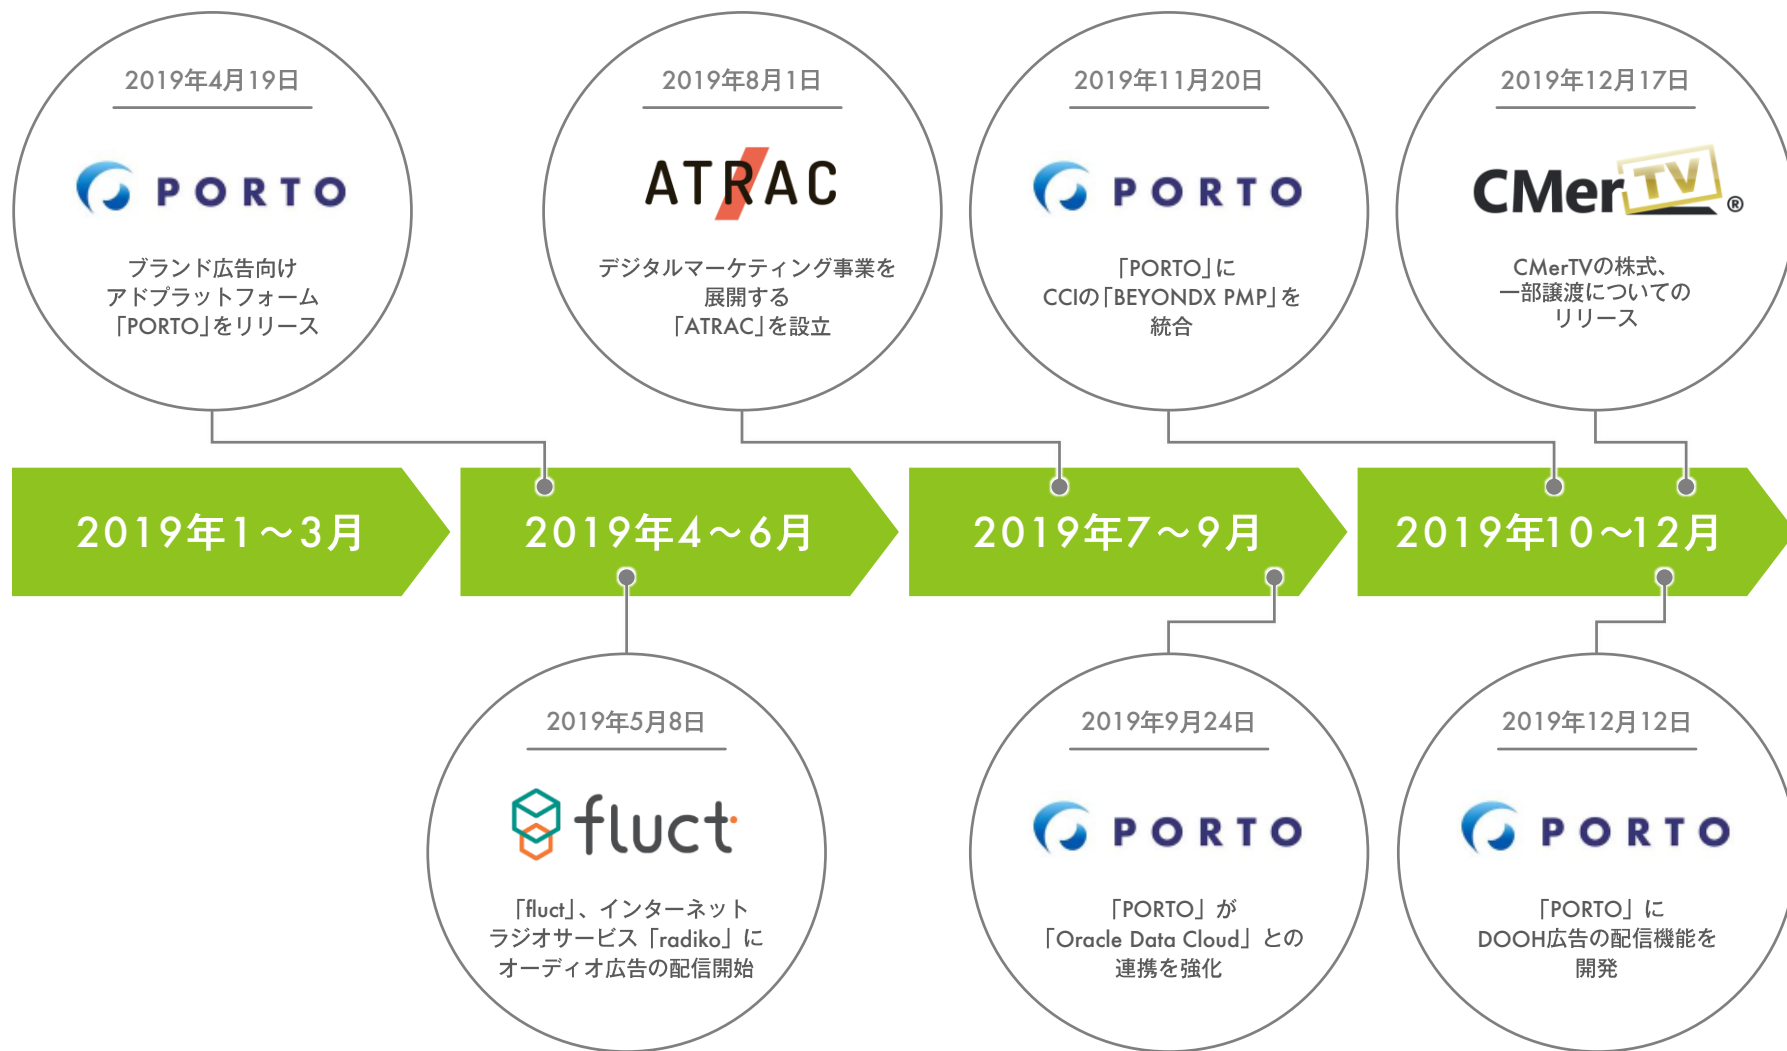 2019年4月19日
PORTO
ブランド広告向け
アドプラットフォーム
「PORTO」をリリース
2019年8月1日
ATRAC
デジタルマーケティング事業を
展開する
「ATRAC」を設立
2019年11月20日
PORTO
「PORTO」に
CCIの「BEYONDX PMP」を
統合
2019年12月17日
CMerTV®
CMerTVの株式、
一部譲渡についての
リリース
2019年1〜3月
2019年4〜6月
2019年7〜9月
2019年10〜12月
2019年5月8日
fluct
「fluct」、インターネット
ラジオサービス「radiko」に
オーディオ広告の配信開始
2019年9月24日
PORTO
「PORTO」が
「Oracle Data Cloud」との
連携を強化
2019年12月12日
PORTO
「PORTO」に
DOOH広告の配信機能を
開発